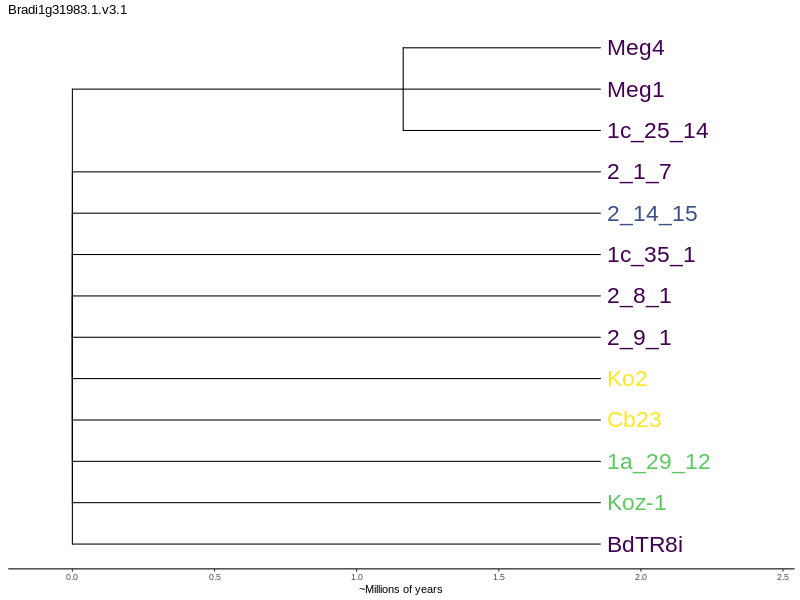 Bradi1g31983.1.v3.1
Meg4
Meg1
1c_25_14
2_1_7
2_14_15
1c_35_1
2_8_1
2_9_1
Ko2
Cb23
1a_29_12
Koz-1
BdTR8i
0.0 0.5 1.0 1.5 2.0 2.5
~Millions of years